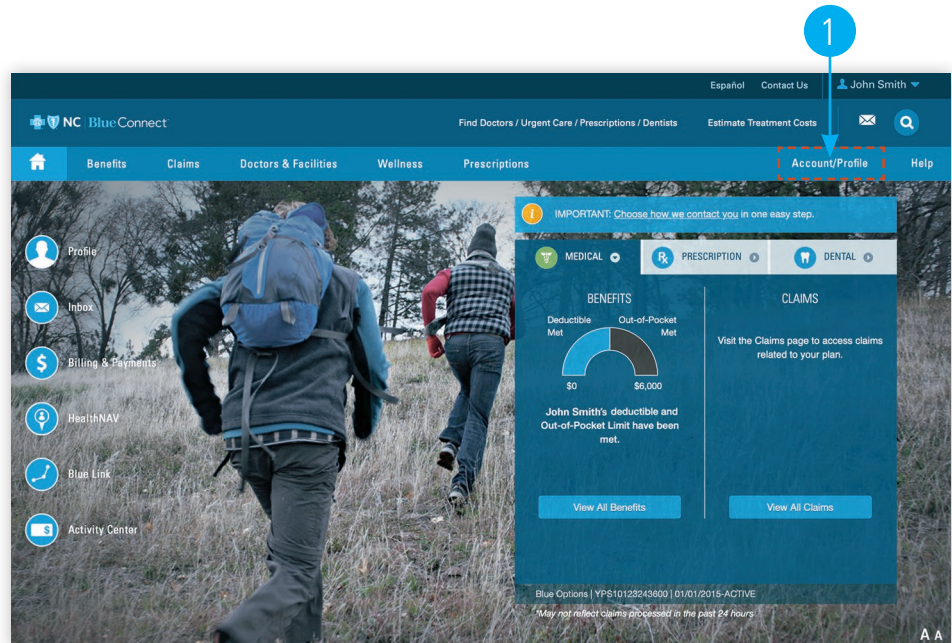 1
Español Contact Us John Smith
NC BlueConnect
Find Doctors / Urgent Care / Prescriptions / Dentists Estimate Treatment Costs
Benefits Claims Doctors & Facilities Wellness Prescriptions Account/Profile Help
IMPORTANT: Choose how we contact you in one easy step.
MEDICAL Rx PRESCRIPTION DENTAL
Profile
Inbox
$ Billing & Payments
HealthNAV
Blue Link
$ Activity Center
BENEFITS
Deductible Met
Out-of-Pocket Met
$0 $6,000
John Smith's deductible and
Out-of-Pocket Limit have been
met.
View All Benefits
CLAIMS
Visit the Claims page to access claims
related to your plan.
View All Claims
Blue Options | YPS10123243600 | 01/01/2015-ACTIVE
*May not reflect claims processed in the past 24 hours
A A